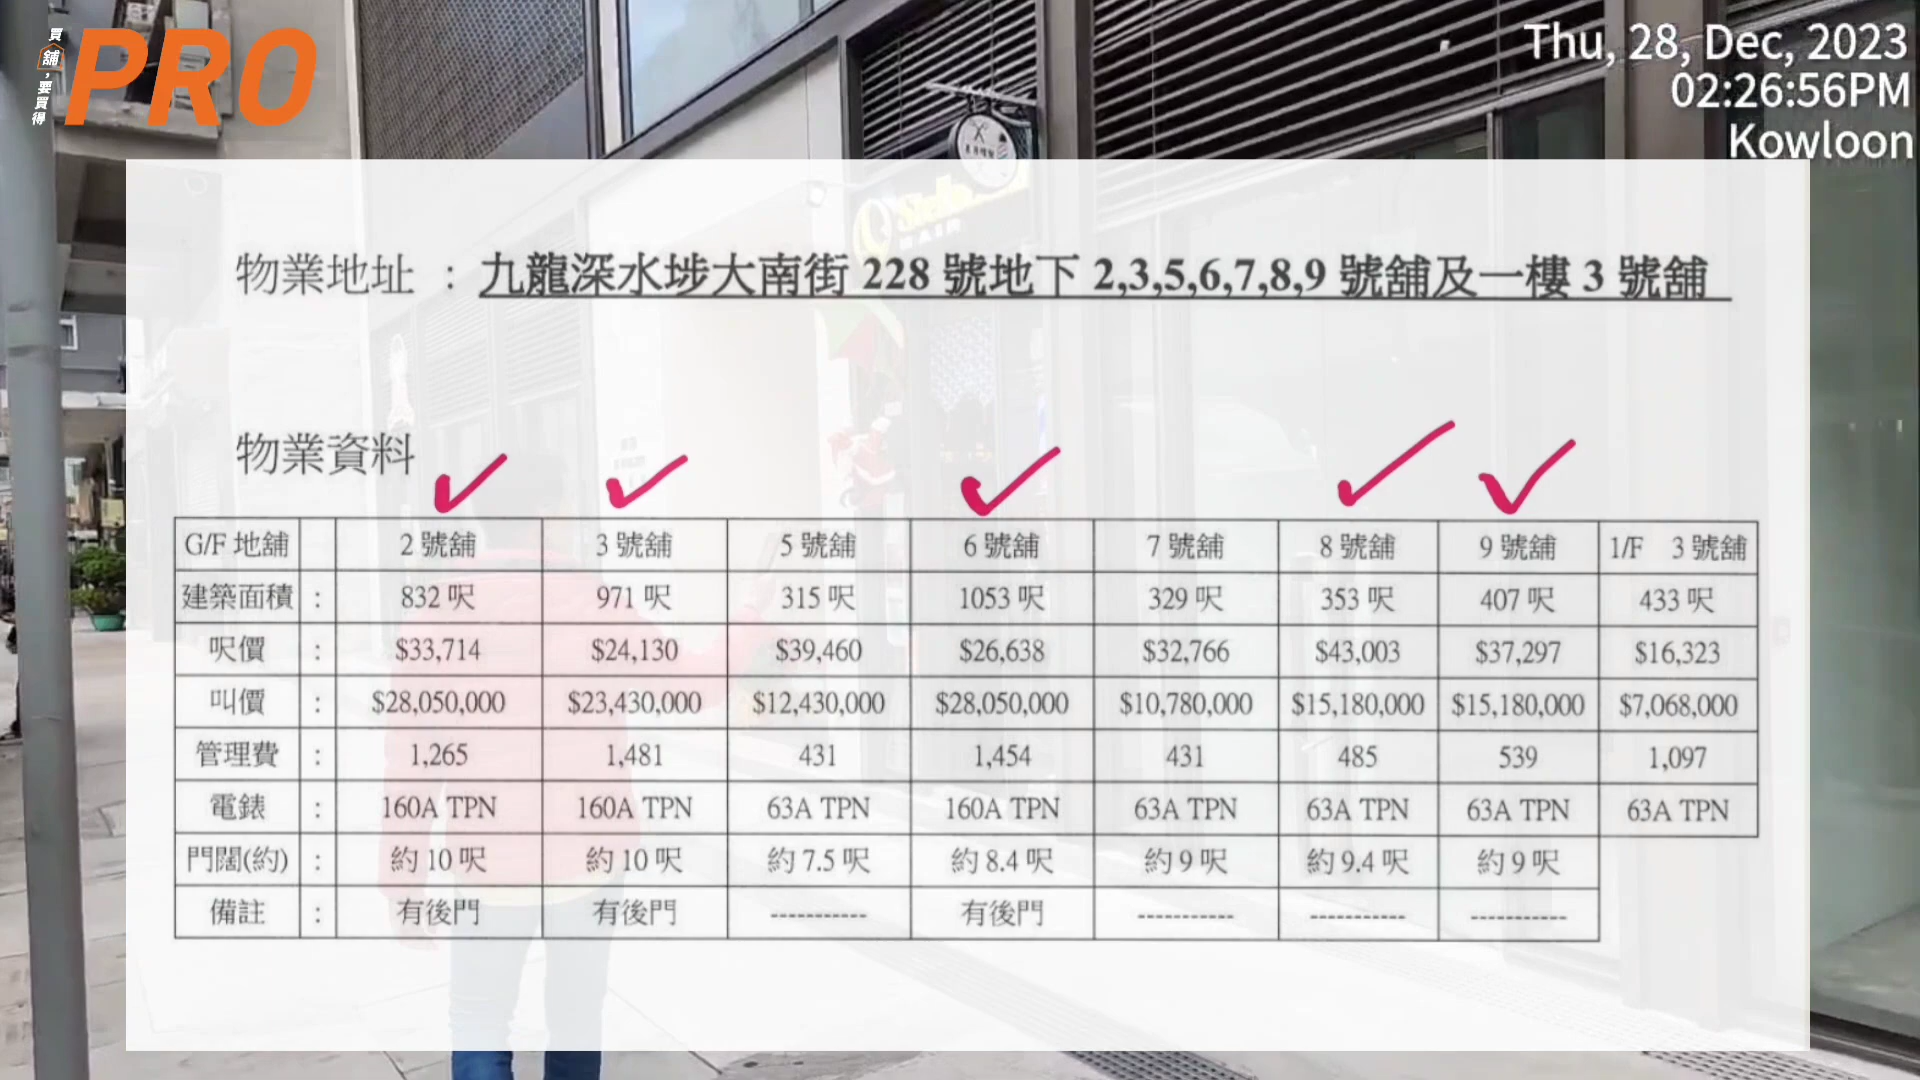 買舖，要買得
PRO
Thu, 28, Dec, 2023
02:26:56PM
Kowloon
物業地址 : 九龍深水埗大南街 228 號地下 2,3,5,6,7,8,9 號舖及一樓 3 號舖
物業資料
G/F 地舖 2 號舖 3 號舖 5 號舖 6 號舖 7 號舖 8 號舖 9 號舖 1/F 3 號舖
建築面積 : 832 呎 971 呎 315 呎 1053 呎 329 呎 353 呎 407 呎 433 呎
呎價 : $33,714 $24,130 $39,460 $26,638 $32,766 $43,003 $37,297 $16,323
叫價 : $28,050,000 $23,430,000 $12,430,000 $28,050,000 $10,780,000 $15,180,000 $15,180,000 $7,068,000
管理費 : 1,265 1,481 431 1,454 431 485 539 1,097
電錶 : 160A TPN 160A TPN 63A TPN 160A TPN 63A TPN 63A TPN 63A TPN 63A TPN
門闊(約) : 約 10 呎 約 10 呎 約 7.5 呎 約 8.4 呎 約 9 呎 約 9.4 呎 約 9 呎
備註 : 有後門 有後門 ----------- 有後門 ----------- ----------- -----------